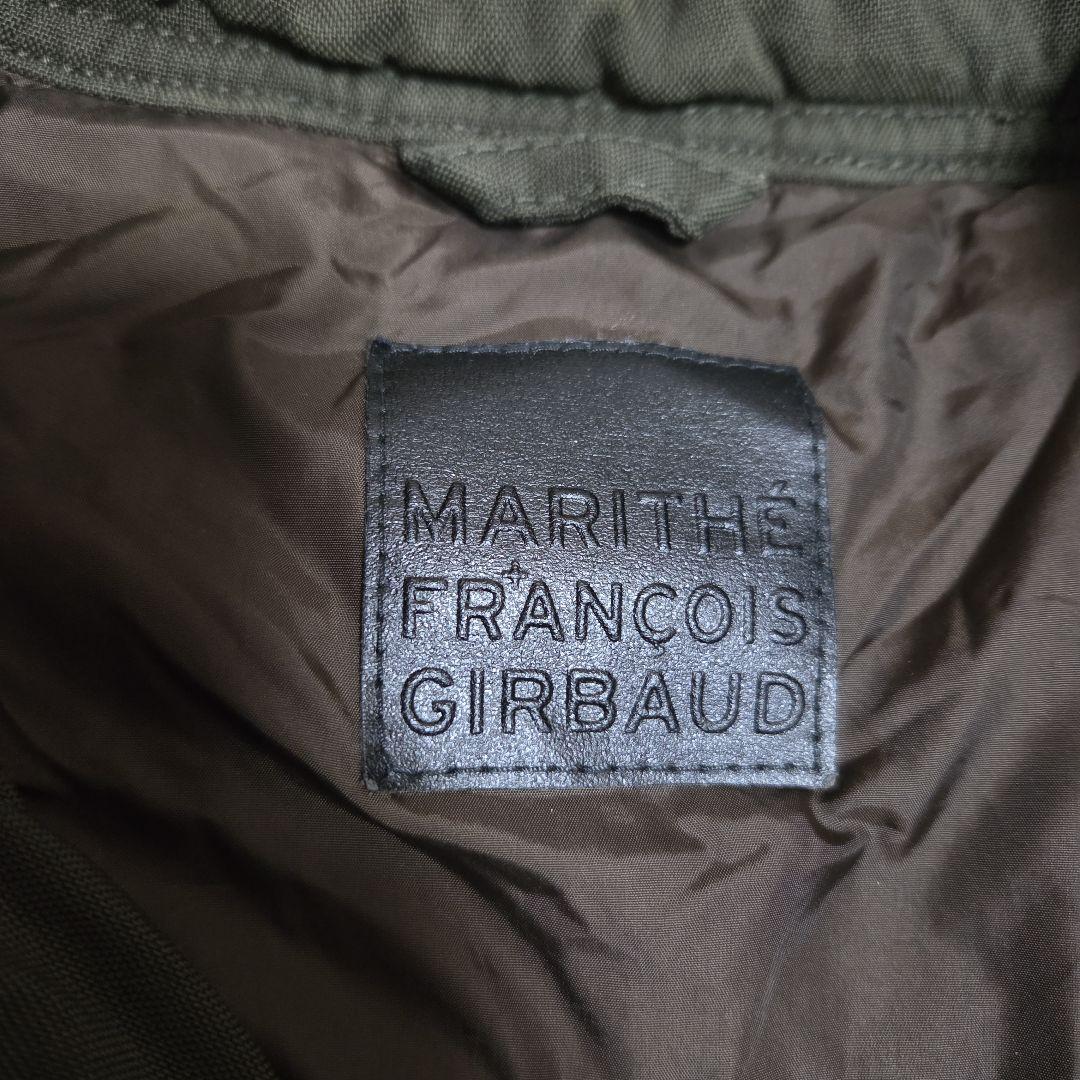 MARITHÉ
+
FRANÇOIS
GIRBAUD